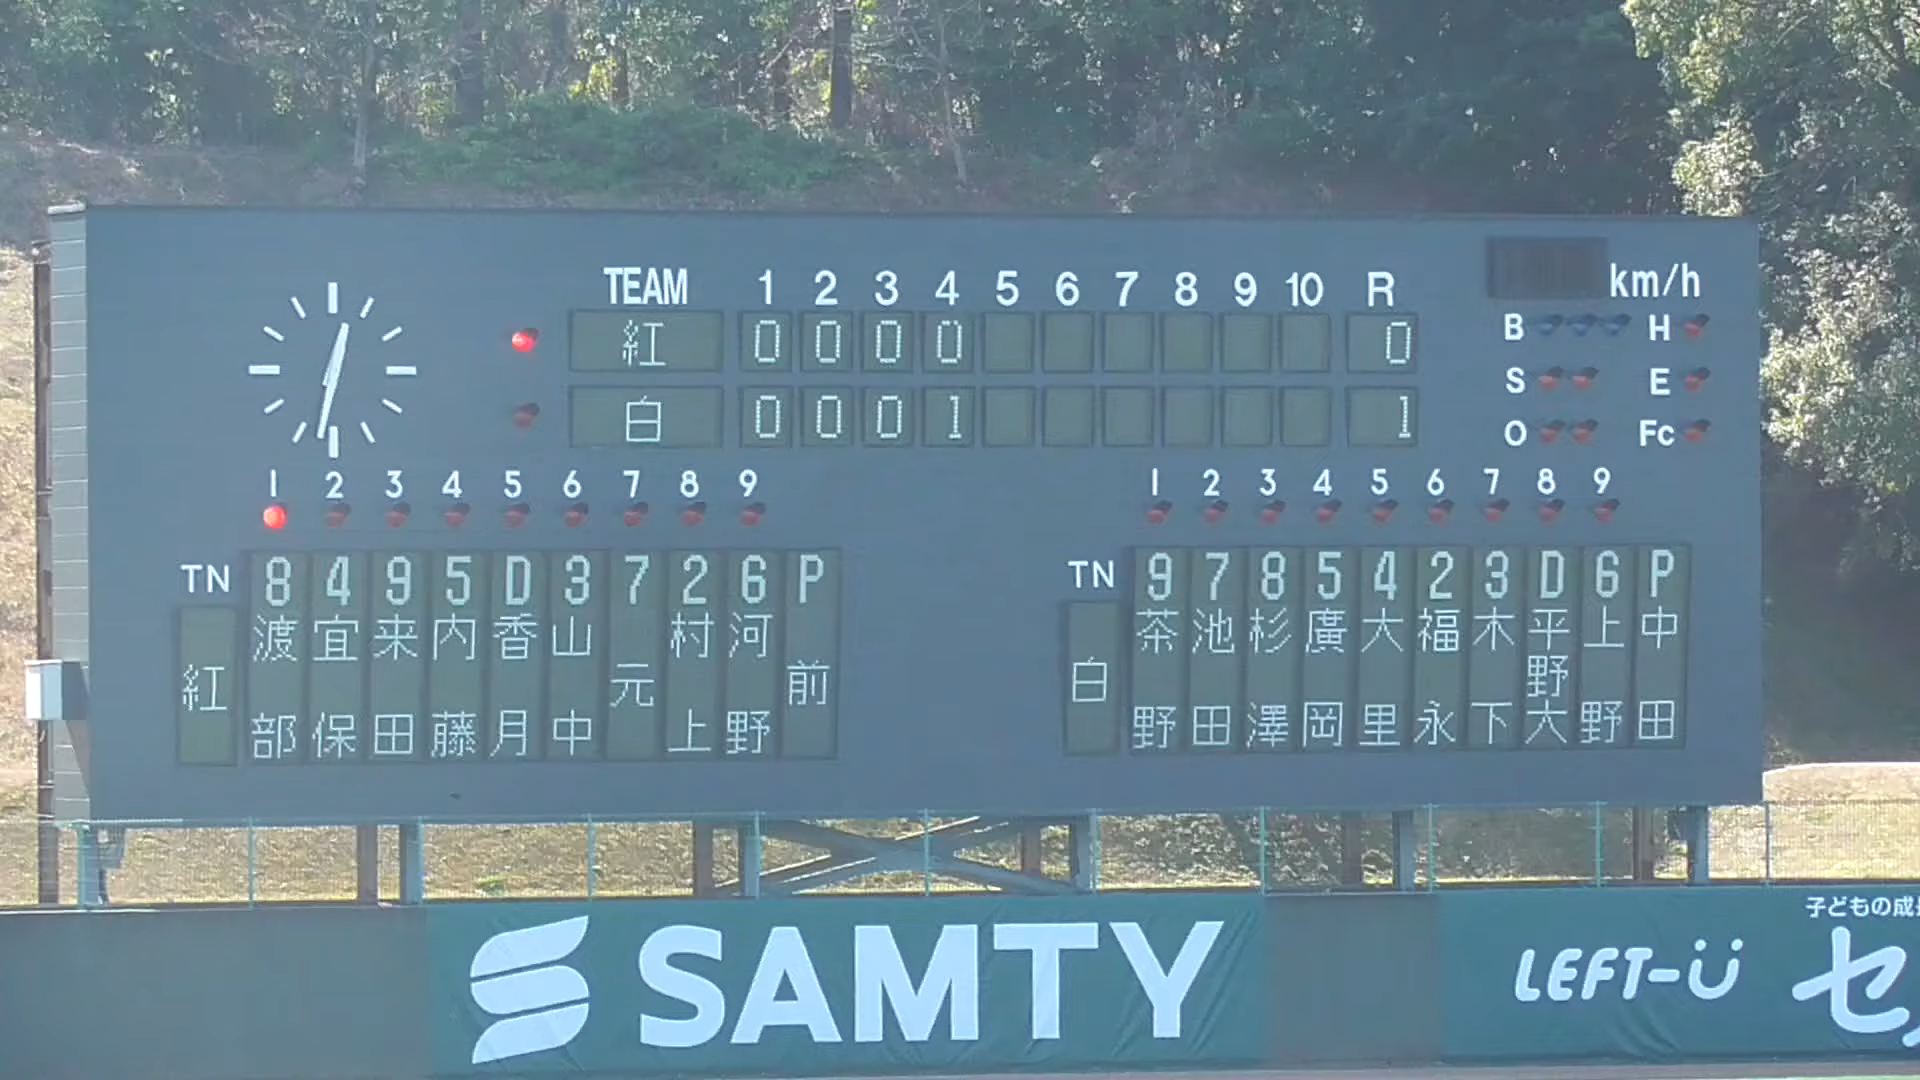 TEAM 1 2 3 4 5 6 7 8 9 10 R km/h
紅 0 0 0 0 0 B H
S E
白 0 0 0 1 1 O Fc
1 2 3 4 5 6 7 8 9
TN 8 4 9 5 D 3 7 2 6 P
紅 渡部 宜保 来田 内藤 香月 山中 元 村上 河野 前
1 2 3 4 5 6 7 8 9
TN 9 7 8 5 4 2 3 D 6 P
白 茶野 池田 杉澤 廣岡 大里 福永 木下 平野大 上野 中田
SAMTY
子どもの成長
LEFT-Ü
セ